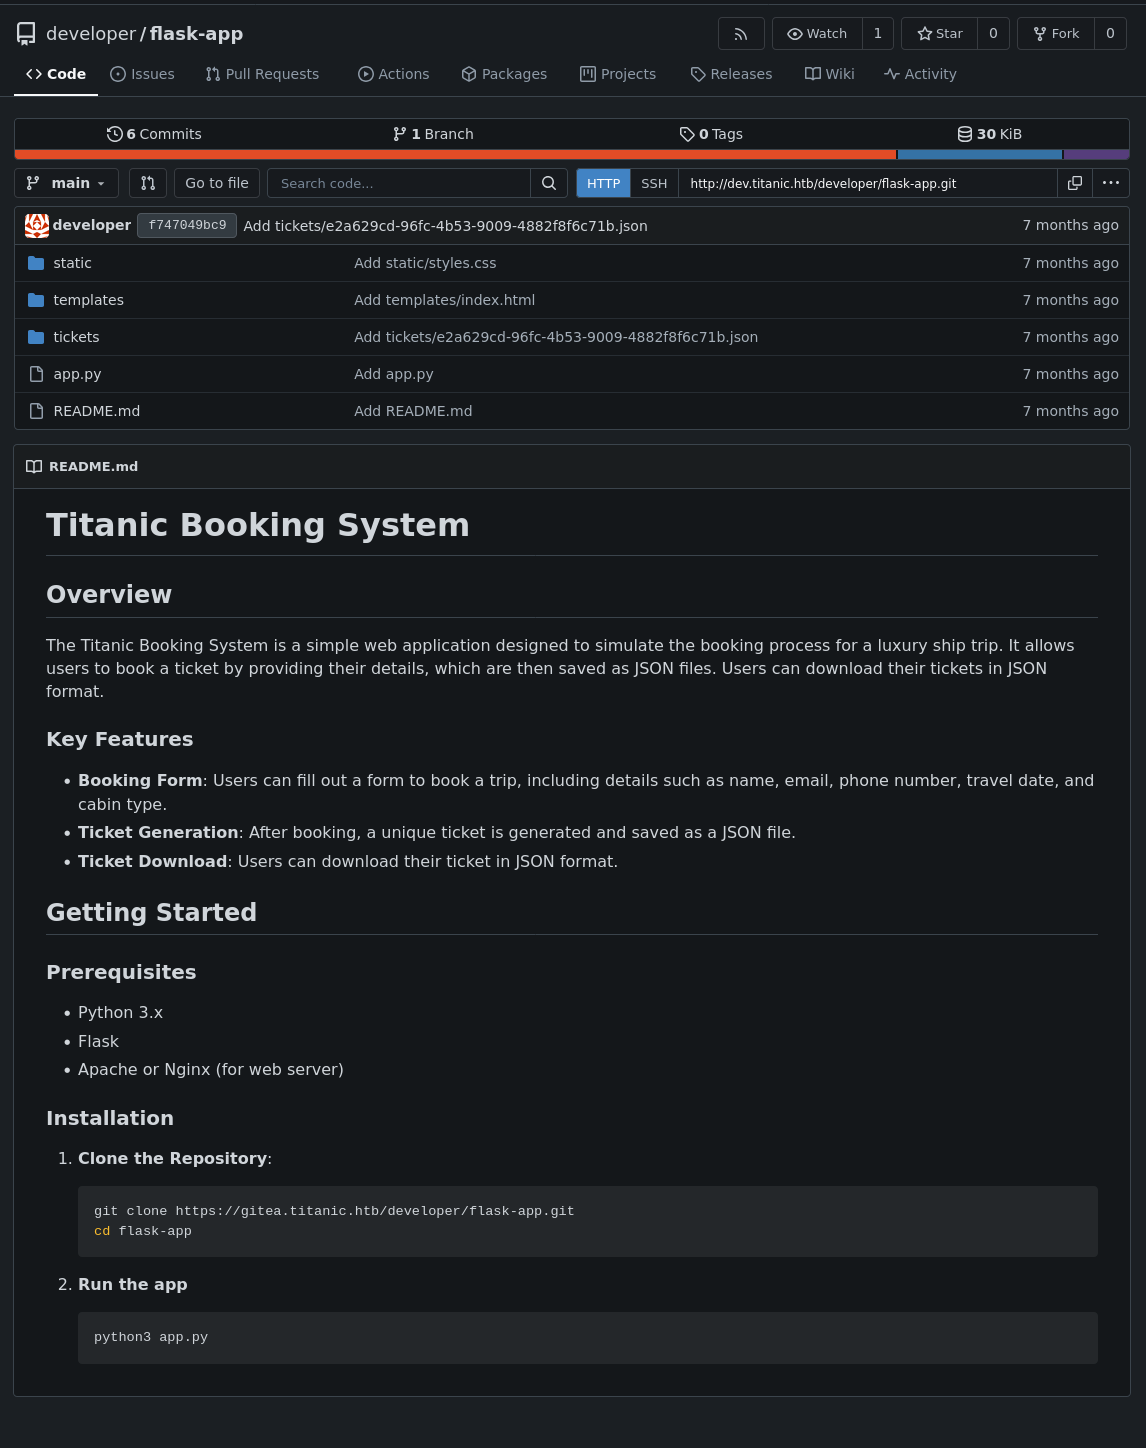 developer / flask-app
Watch 1 Star 0 Fork 0
Code Issues Pull Requests Actions Packages Projects Releases Wiki Activity
6 Commits 1 Branch 0 Tags 30 KiB
main Go to file Search code... HTTP SSH http://dev.titanic.htb/developer/flask-app.git
developer f747049bc9 Add tickets/e2a629cd-96fc-4b53-9009-4882f8f6c71b.json 7 months ago
static Add static/styles.css 7 months ago
templates Add templates/index.html 7 months ago
tickets Add tickets/e2a629cd-96fc-4b53-9009-4882f8f6c71b.json 7 months ago
app.py Add app.py 7 months ago
README.md Add README.md 7 months ago
README.md
Titanic Booking System
Overview
The Titanic Booking System is a simple web application designed to simulate the booking process for a luxury ship trip. It allows
users to book a ticket by providing their details, which are then saved as JSON files. Users can download their tickets in JSON
format.
Key Features
• Booking Form: Users can fill out a form to book a trip, including details such as name, email, phone number, travel date, and
cabin type.
• Ticket Generation: After booking, a unique ticket is generated and saved as a JSON file.
• Ticket Download: Users can download their ticket in JSON format.
Getting Started
Prerequisites
• Python 3.x
• Flask
• Apache or Nginx (for web server)
Installation
1. Clone the Repository:
git clone https://gitea.titanic.htb/developer/flask-app.git
cd flask-app
2. Run the app
python3 app.py